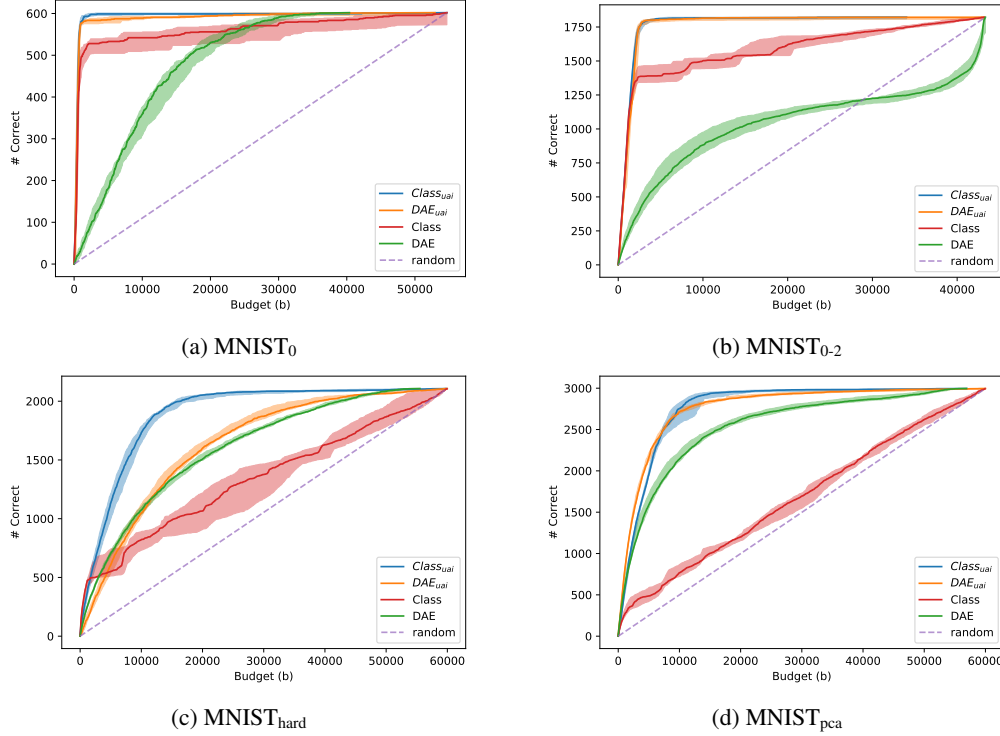 600
500
400
300
200
100
0
# Correct
0
10000
20000
30000
40000
50000
Budget (b)
Class_uai
DAE_uai
Class
DAE
random
(a) MNIST_0
1750
1500
1250
1000
750
500
250
0
# Correct
0
10000
20000
30000
40000
Budget (b)
Class_uai
DAE_uai
Class
DAE
random
(b) MNIST_0-2
2000
1500
1000
500
0
# Correct
0
10000
20000
30000
40000
50000
60000
Budget (b)
Class_uai
DAE_uai
Class
DAE
random
(c) MNIST_hard
3000
2500
2000
1500
1000
500
0
# Correct
0
10000
20000
30000
40000
50000
60000
Budget (b)
Class_uai
DAE_uai
Class
DAE
random
(d) MNIST_pca